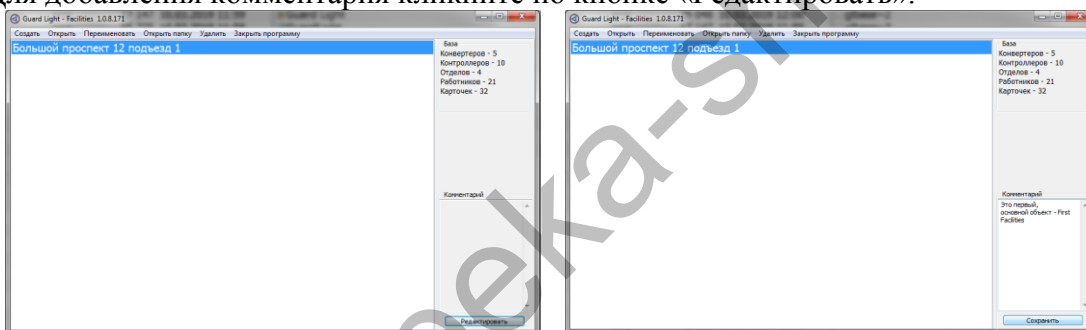 для добавления комментария кликните по кнопке «Редактировать».
Guard Light - Facilities 1.0.8.171
Создать Открыть Переименовать Открыть папку Удалить Закрыть программу
Большой проспект 12 подъезд 1
База
Конвертеров - 5
Контроллеров - 10
Отделов - 4
Работников - 21
Карточек - 32
Комментарий
Редактировать
Guard Light - Facilities 1.0.8.171
Создать Открыть Переименовать Открыть папку Удалить Закрыть программу
Большой проспект 12 подъезд 1
База
Конвертеров - 5
Контроллеров - 10
Отделов - 4
Работников - 21
Карточек - 32
Комментарий
Это первый,
основной объект - First
Facilities
Сохранить